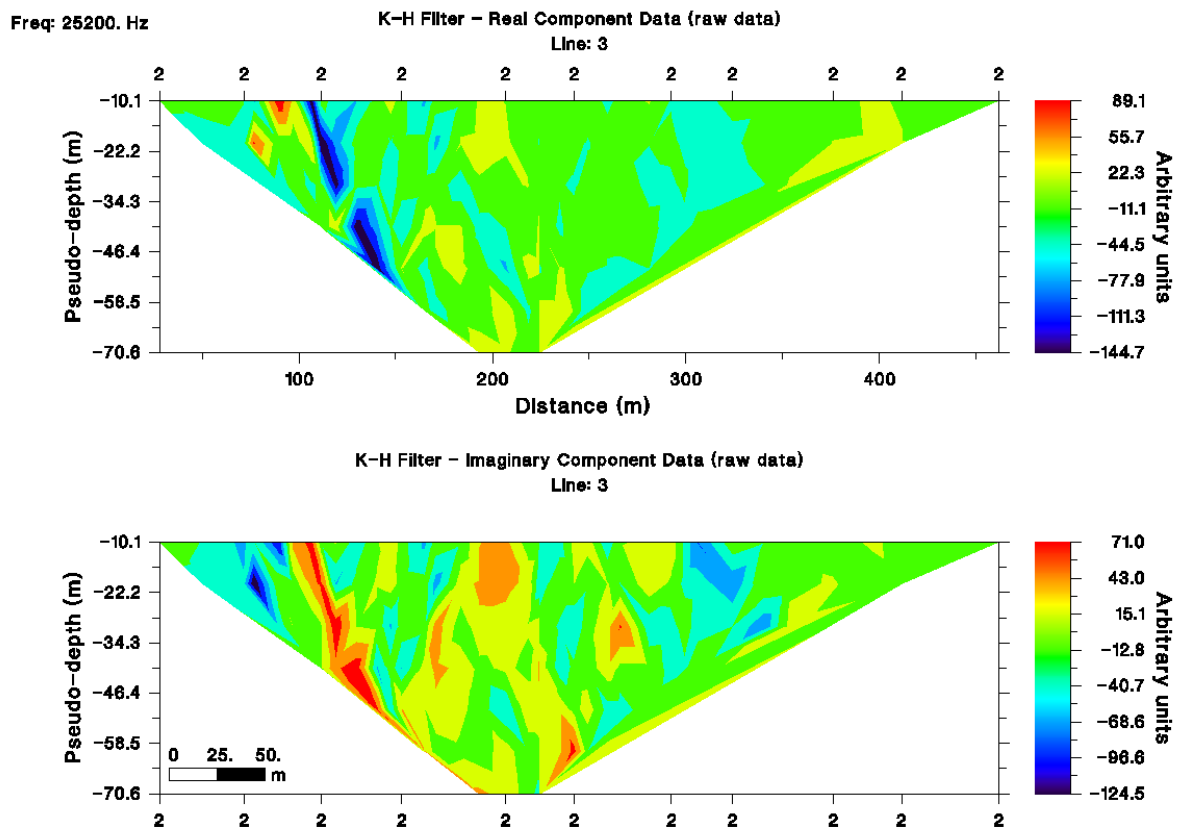 Freq: 25200. Hz
K-H Filter - Real Component Data (raw data)
Line: 3
2 2 2 2 2 2 2 2 2 2 2
-10.1
-22.2
-34.3
-46.4
-58.5
-70.6
Pseudo-depth (m)
89.1
55.7
22.3
-11.1
-44.5
-77.9
-111.3
-144.7
Arbitrary units
100 200 300 400
Distance (m)
K-H Filter - Imaginary Component Data (raw data)
Line: 3
-10.1
-22.2
-34.3
-46.4
-58.5
-70.6
Pseudo-depth (m)
71.0
43.0
15.1
-12.8
-40.7
-68.6
-96.6
-124.5
Arbitrary units
0 25. 50.
m
2 2 2 2 2 2 2 2 2 2 2